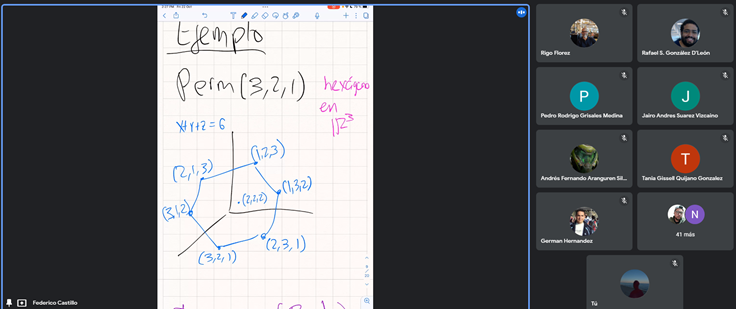 Ejemplo
Perm(3,2,1)
hexágono
en
ℝ³
x+y+z=6
(1,2,3)
(2,1,3)
(1,3,2)
(2,2,2)
(3,1,2)
(2,3,1)
(3,2,1)
Federico Castillo
Rigo Florez
Rafael S. González D'León
P
Pedro Rodrigo Grisales Medina
J
Jairo Andres Suarez Vizcaino
Andrés Fernando Aranguren Sil...
T
Tania Gissell Quijano Gonzalez
German Hernandez
N
41 más
Tú